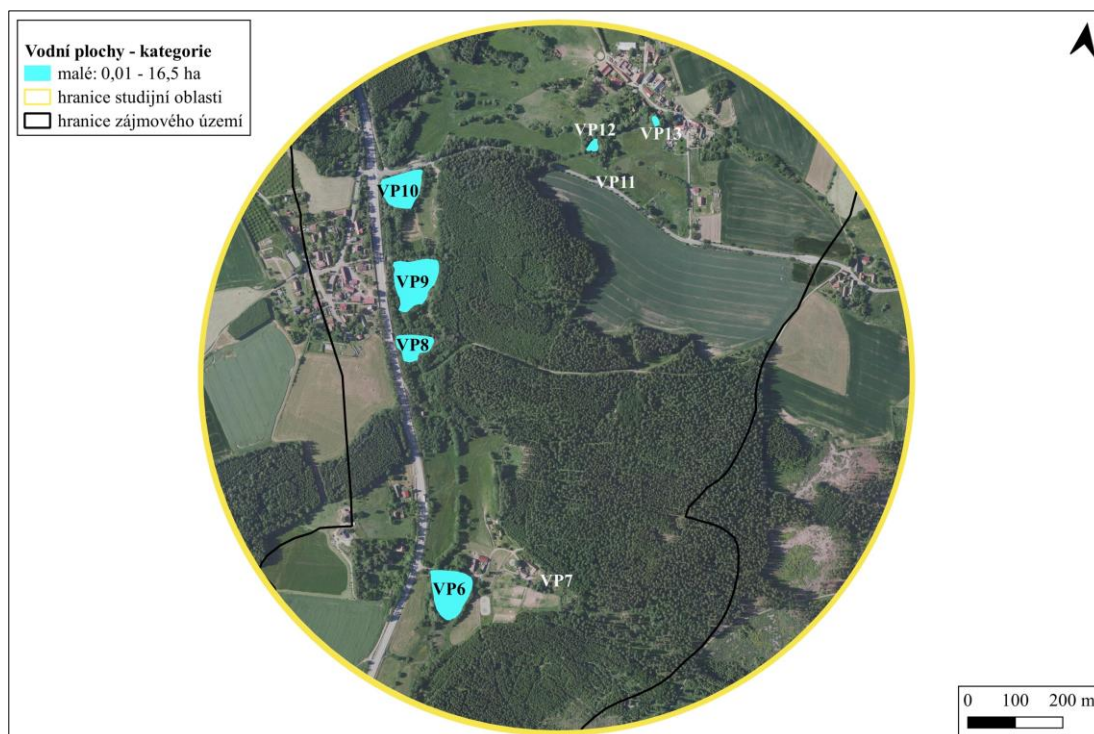 Vodní plochy - kategorie
malé: 0,01 - 16,5 ha
hranice studijní oblasti
hranice zájmového území
VP12
VP13
VP11
VP10
VP9
VP8
VP7
VP6
0 100 200 m